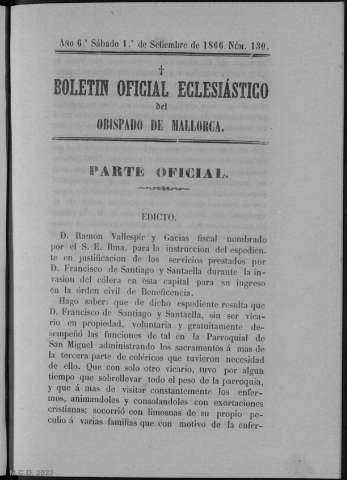 Año 6.º Sábado 1.º de Setiembre de 1866. Núm. 130.
†
BOLETIN OFICIAL ECLESIÁSTICO
del
OBISPADO DE MALLORCA.
PARTE OFICIAL.
EDICTO.
D. Ramon Vallespir y Gacias fiscal nombrado
por el S. E. Ilma. para la instruccion del espedien-
te en justificacion de los servicios prestados por
D. Francisco de Santiago y Santaella durante la in-
vasion del cólera en esta capital para su ingreso
en la órden civil de Beneficencia.
Hago saber: que de dicho espediente resulta que
D. Francisco de Santiago y Santaella, sin ser vica-
rio en propiedad, voluntaria y gratuitamente de-
sempeñó las funciones de tal en la Parroquial de
San Miguel administrando los sacramentos á mas de
la tercera parte de coléricos que tuvieron necesidad
de ello. Que con solo otro vicario, tuvo por algun
tiempo que sobrellevar todo el peso de la parroquia,
y que á mas de visitar constantemente los enfer-
mos, animandoles y consolandoles con exortaciones
cristianas; socorrió con limosnas de su propio pe-
culio á varias familias que con motivo de la enfer-
M.C.D. 2022